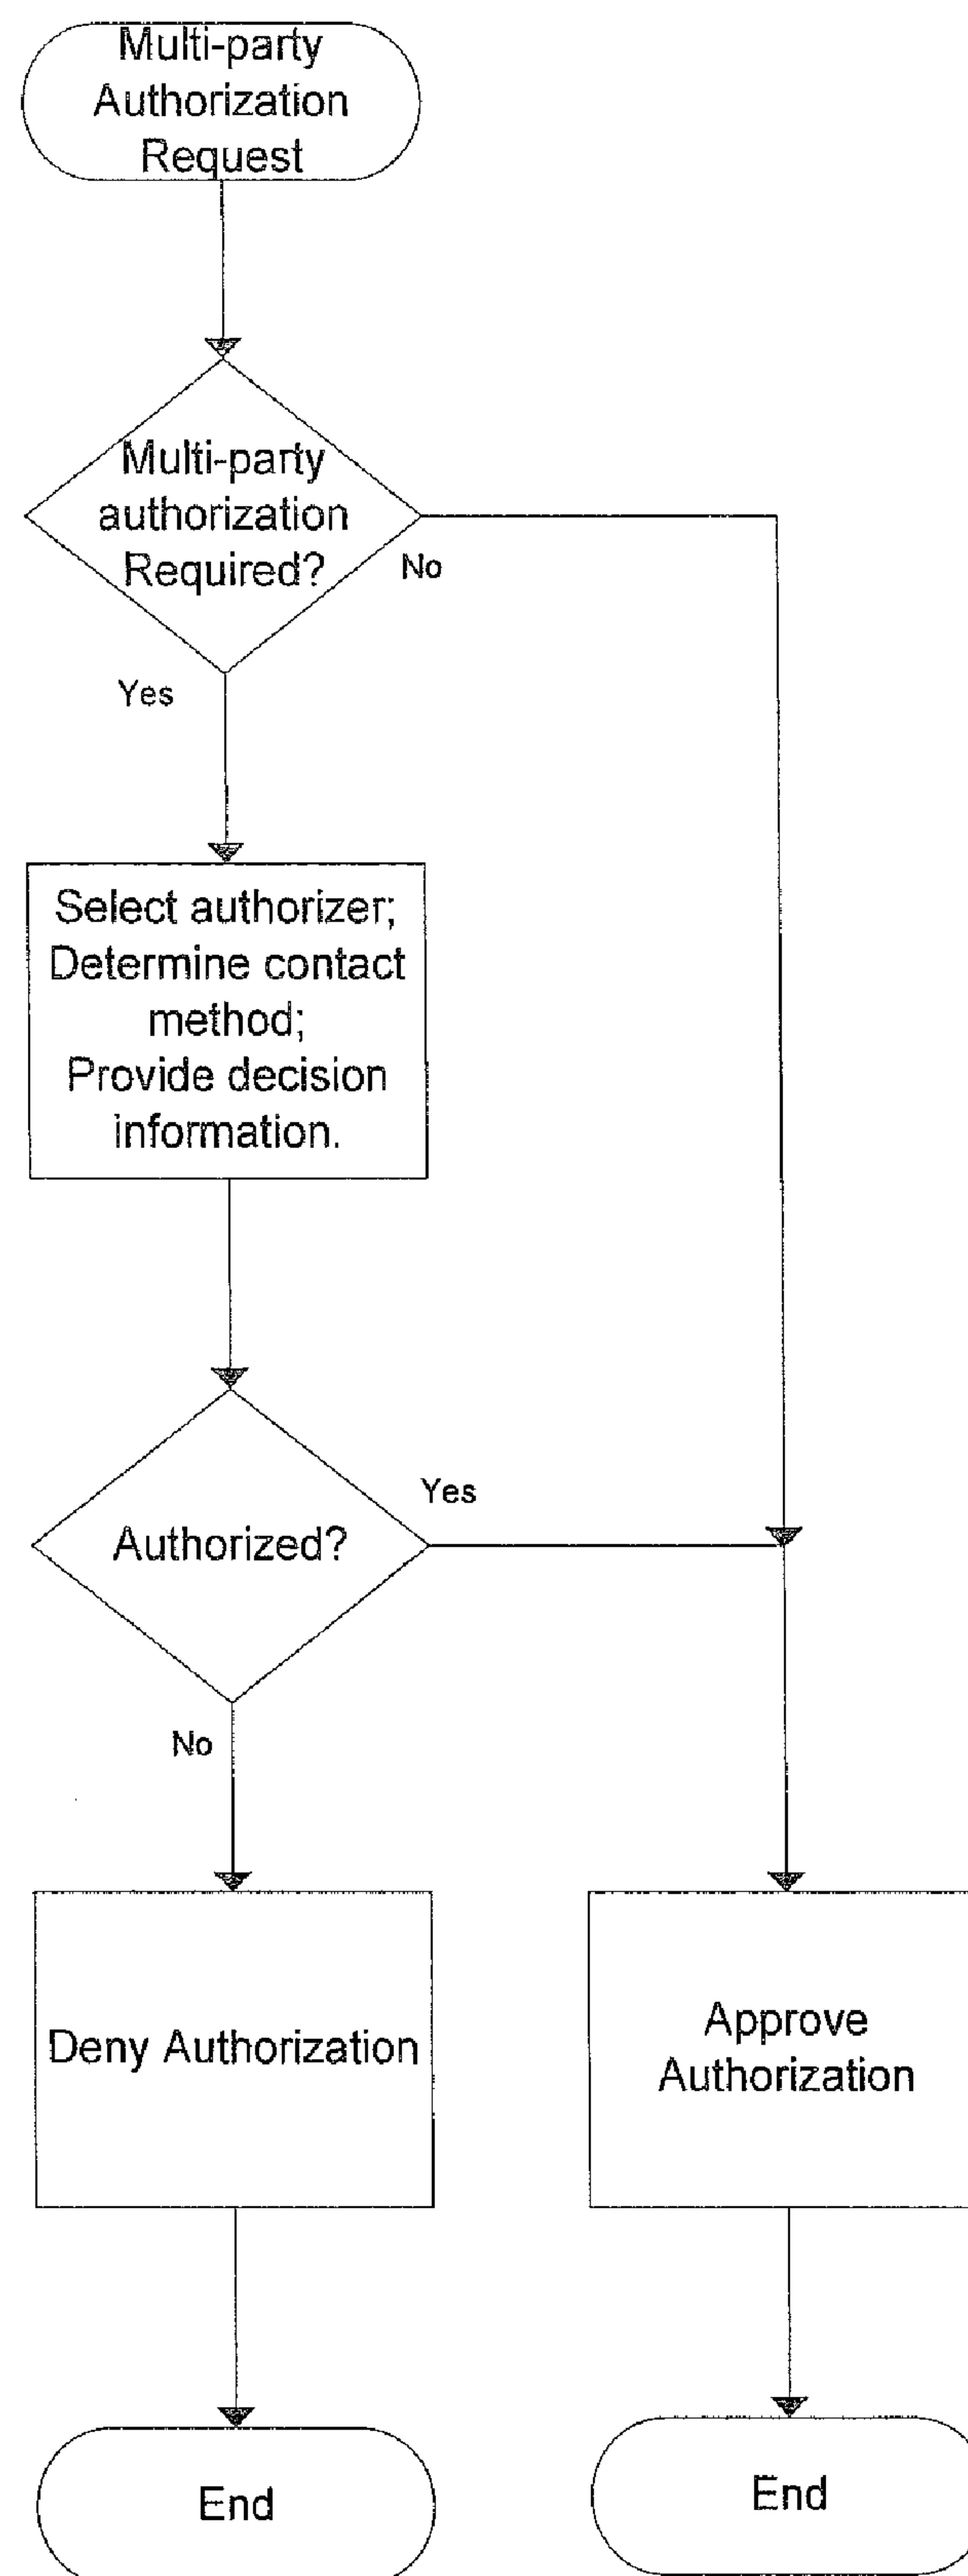 Multi-party
Authorization
Request
Multi-party
authorization
Required?
No
Yes
Select authorizer;
Determine contact
method;
Provide decision
information.
Yes
Authorized?
No
Deny Authorization
Approve
Authorization
End
End